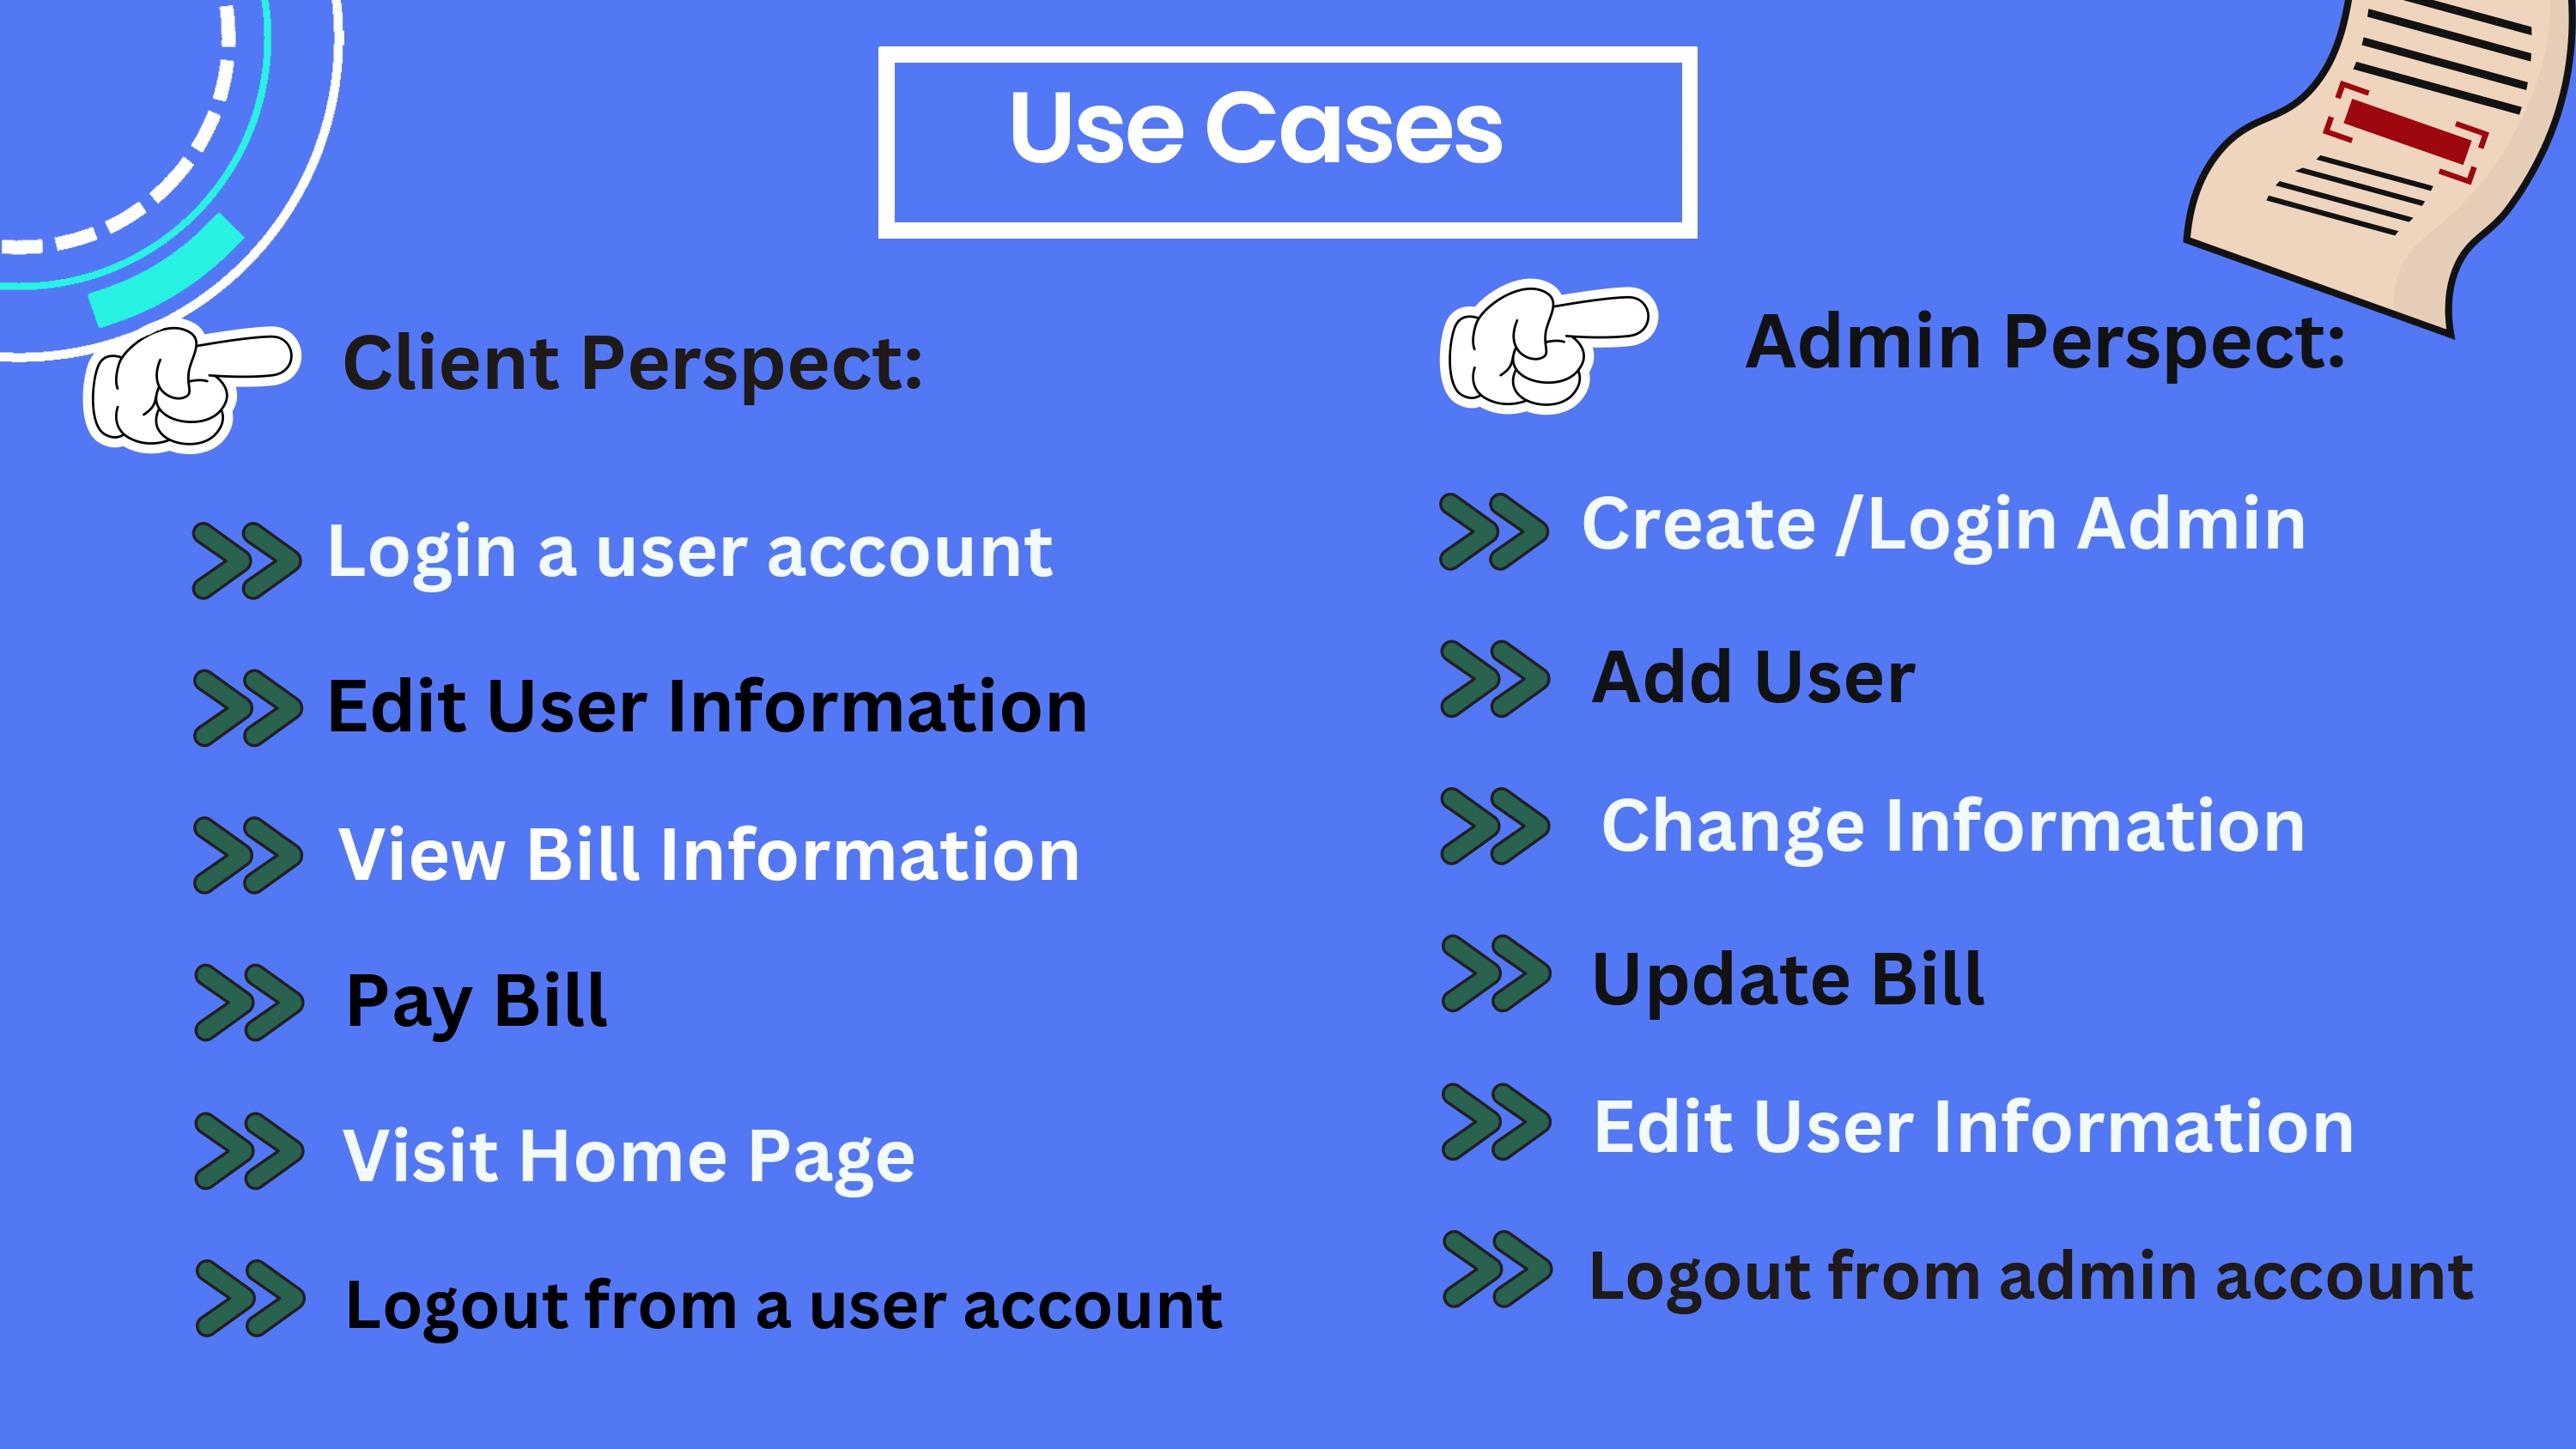 Use Cases
Client Perspect:
Login a user account
Edit User Information
View Bill Information
Pay Bill
Visit Home Page
Logout from a user account
Admin Perspect:
Create /Login Admin
Add User
Change Information
Update Bill
Edit User Information
Logout from admin account